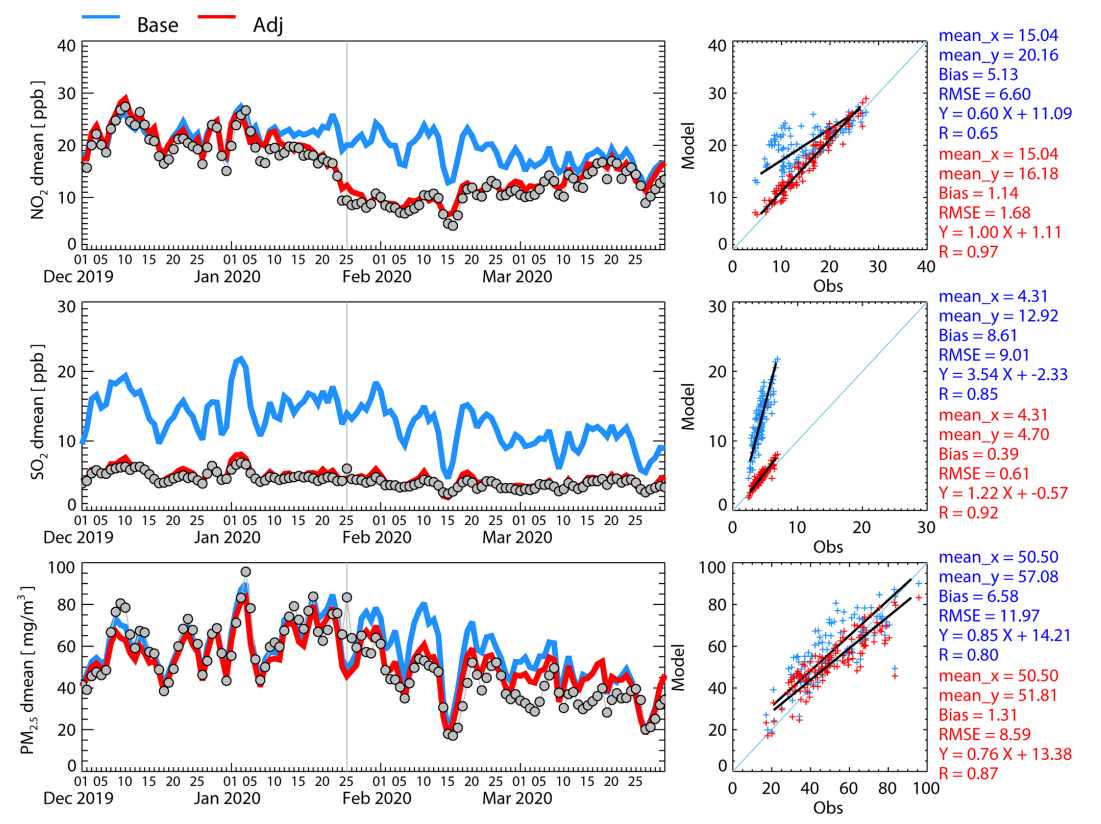 Base Adj
NO2 dmean [ ppb ]
40
30
20
10
0
01 05 10 15 20 25 01 05 10 15 20 25 01 05 10 15 20 25 01 05 10 15 20 25
Dec 2019 Jan 2020 Feb 2020 Mar 2020
Model
40
30
20
10
0
0 10 20 30 40
Obs
mean_x = 15.04
mean_y = 20.16
Bias = 5.13
RMSE = 6.60
Y = 0.60 X + 11.09
R = 0.65
mean_x = 15.04
mean_y = 16.18
Bias = 1.14
RMSE = 1.68
Y = 1.00 X + 1.11
R = 0.97
SO2 dmean [ ppb ]
30
20
10
0
01 05 10 15 20 25 01 05 10 15 20 25 01 05 10 15 20 25 01 05 10 15 20 25
Dec 2019 Jan 2020 Feb 2020 Mar 2020
Model
30
20
10
0
0 10 20 30
Obs
mean_x = 4.31
mean_y = 12.92
Bias = 8.61
RMSE = 9.01
Y = 3.54 X + -2.33
R = 0.85
mean_x = 4.31
mean_y = 4.70
Bias = 0.39
RMSE = 0.61
Y = 1.22 X + -0.57
R = 0.92
PM2.5 dmean [ mg/m3 ]
100
80
60
40
20
0
01 05 10 15 20 25 01 05 10 15 20 25 01 05 10 15 20 25 01 05 10 15 20 25
Dec 2019 Jan 2020 Feb 2020 Mar 2020
Model
100
80
60
40
20
0
0 20 40 60 80 100
Obs
mean_x = 50.50
mean_y = 57.08
Bias = 6.58
RMSE = 11.97
Y = 0.85 X + 14.21
R = 0.80
mean_x = 50.50
mean_y = 51.81
Bias = 1.31
RMSE = 8.59
Y = 0.76 X + 13.38
R = 0.87